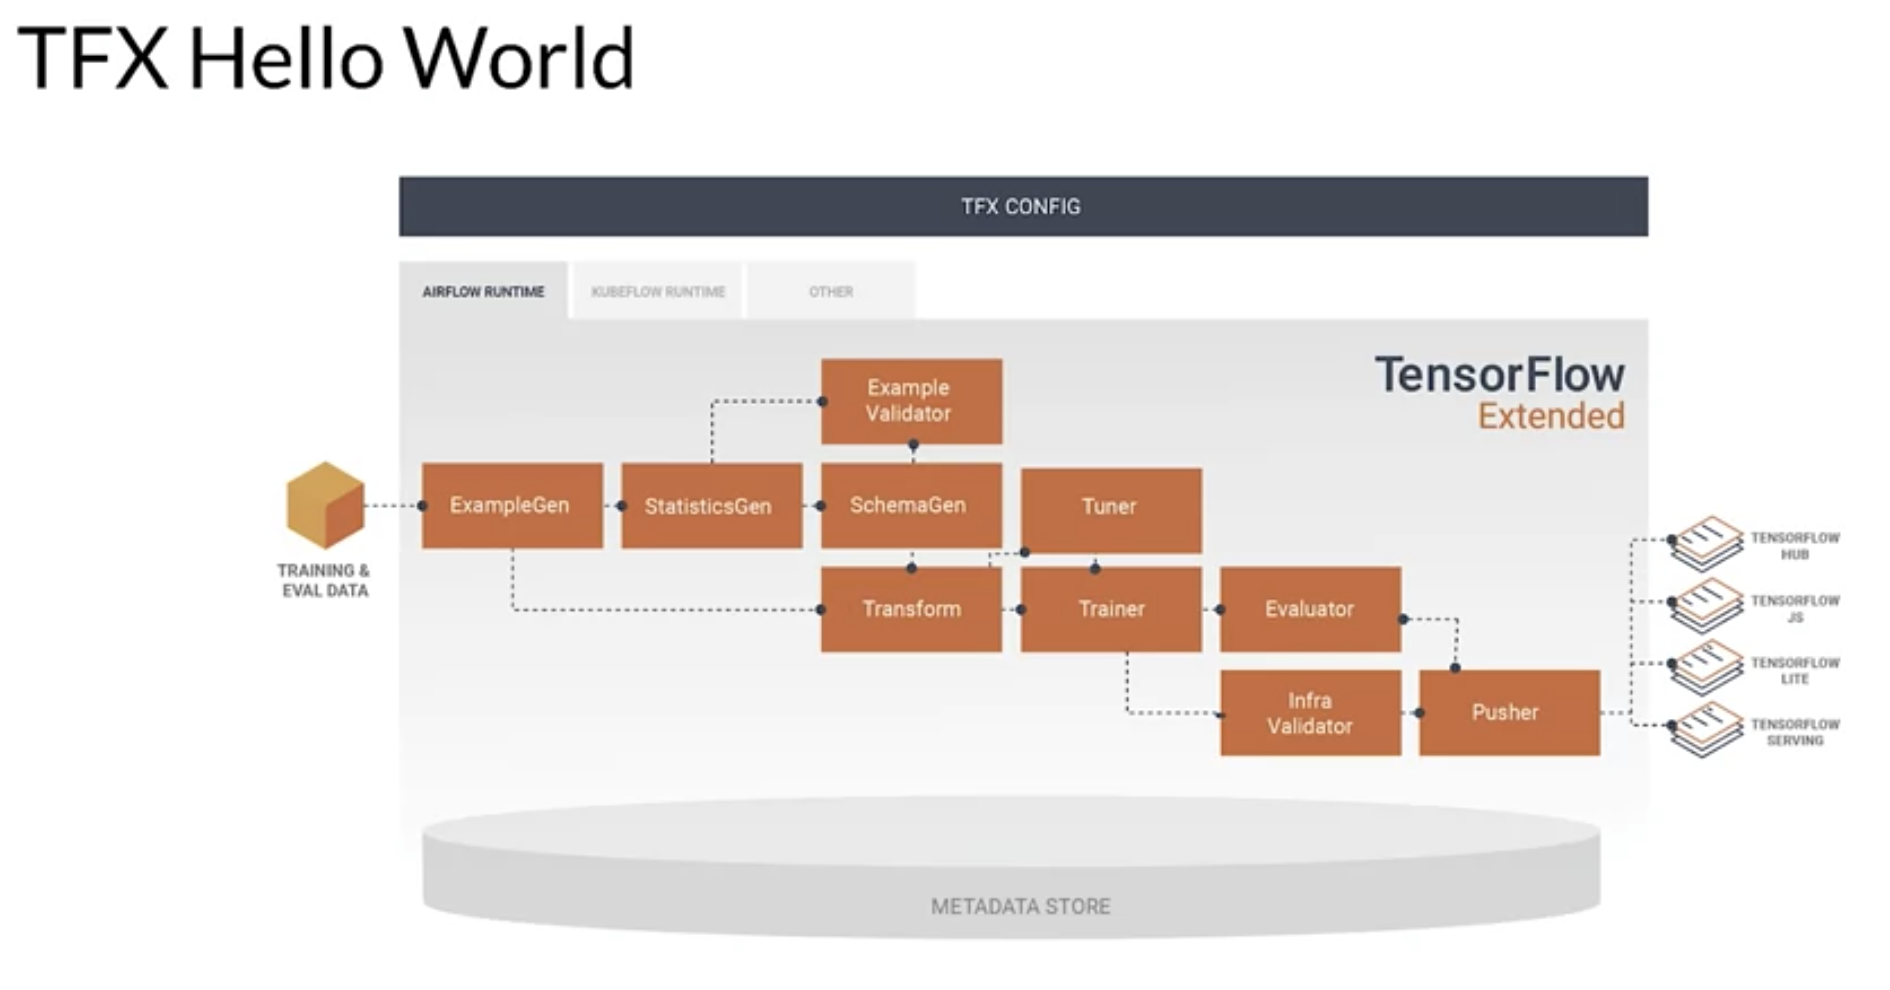 TFX Hello World
TFX CONFIG
AIRFLOW RUNTIME
KUBEFLOW RUNTIME
OTHER
TensorFlow
Extended
Example
Validator
ExampleGen
StatisticsGen
SchemaGen
Tuner
TRAINING &
EVAL DATA
Transform
Trainer
Evaluator
Infra
Validator
Pusher
TENSORFLOW
HUB
TENSORFLOW
JS
TENSORFLOW
LITE
TENSORFLOW
SERVING
METADATA STORE